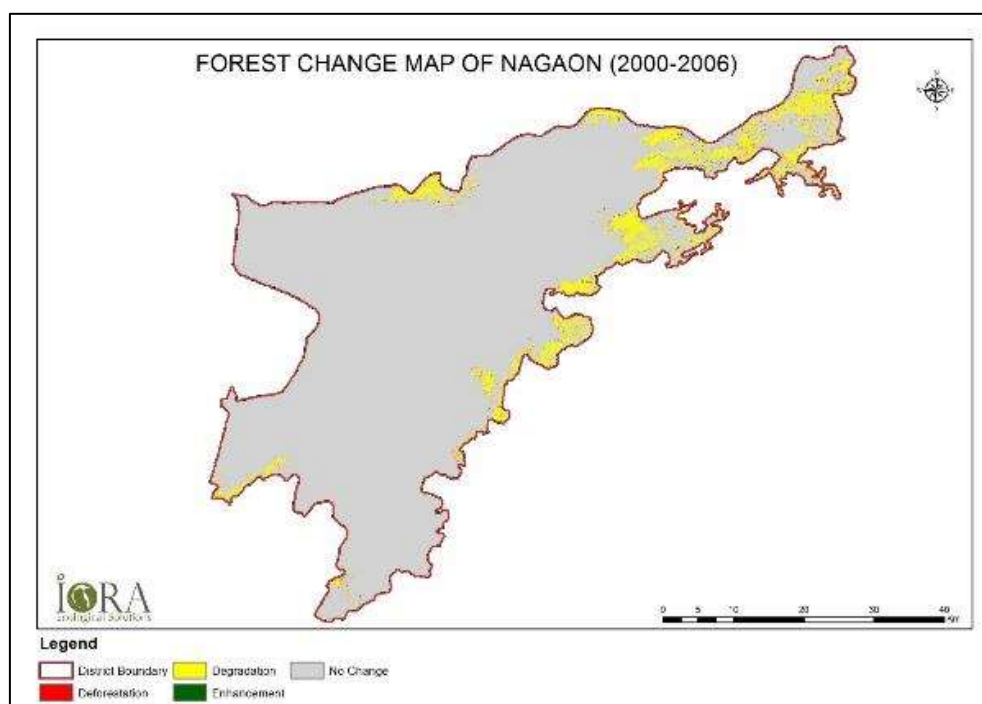 FOREST CHANGE MAP OF NAGAON (2000-2006)
N
IORA
Ecological Solutions
0 5 10 20 30 40
KM
Legend
District Boundary Degradation No Change
Deforestation Enhancement